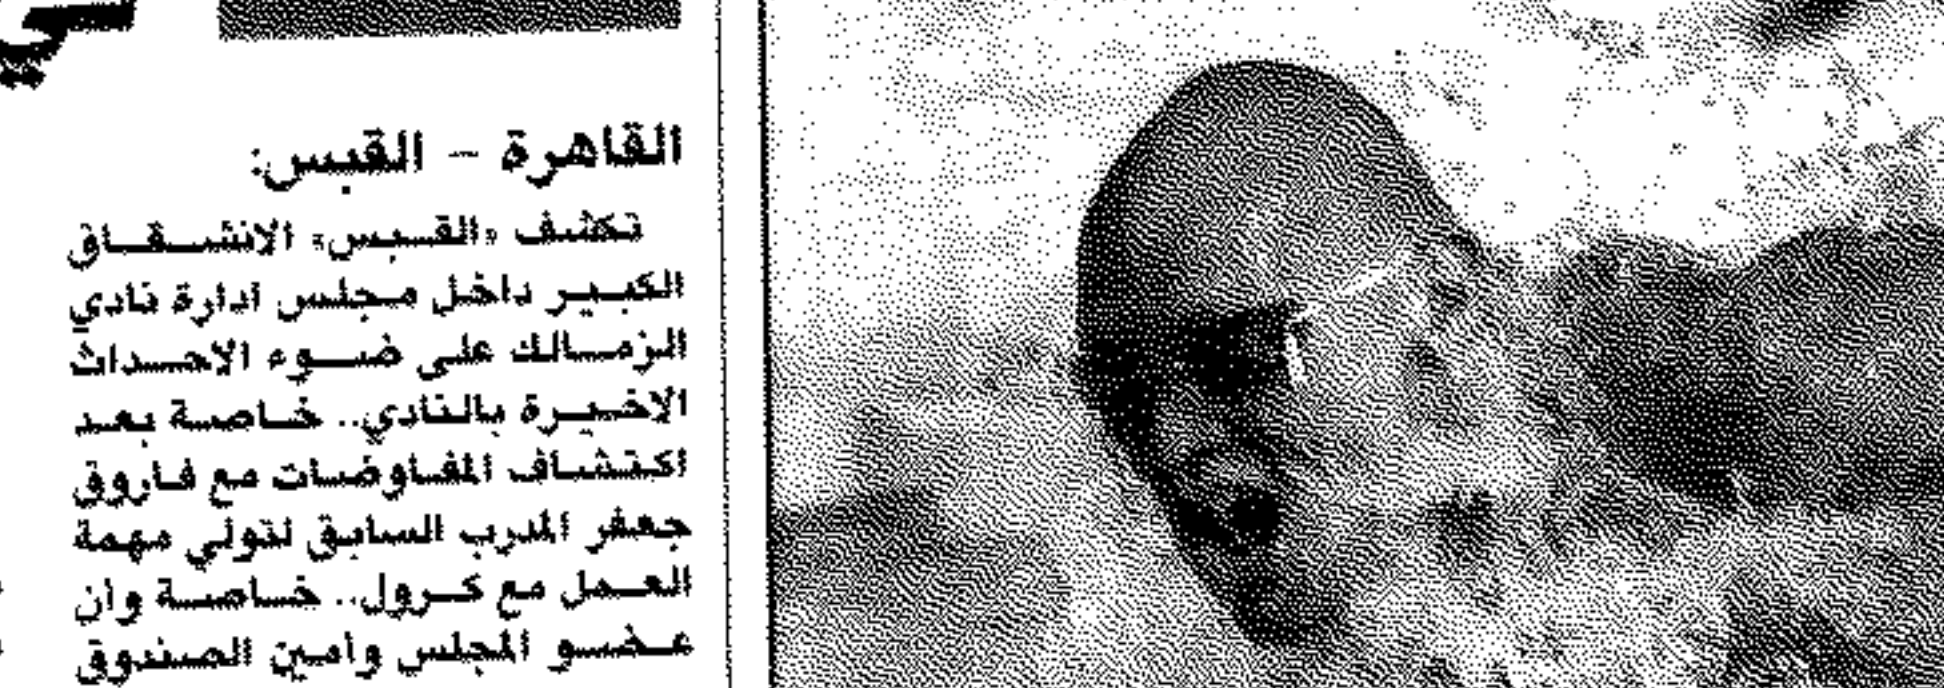 القاهرة - القبس:
تكشف «القبس» الانشقاق
الكبير داخل مجلس ادارة نادي
الزمالك على ضوء الاحداث
الاخيرة بالنادي.. خاصة بعد
اكتشاف المفاوضات مع فاروق
جعفر المدرب السابق لتولي مهمة
العمل مع كرول.. خاصة وان
عضو المجلس وامين الصندوق